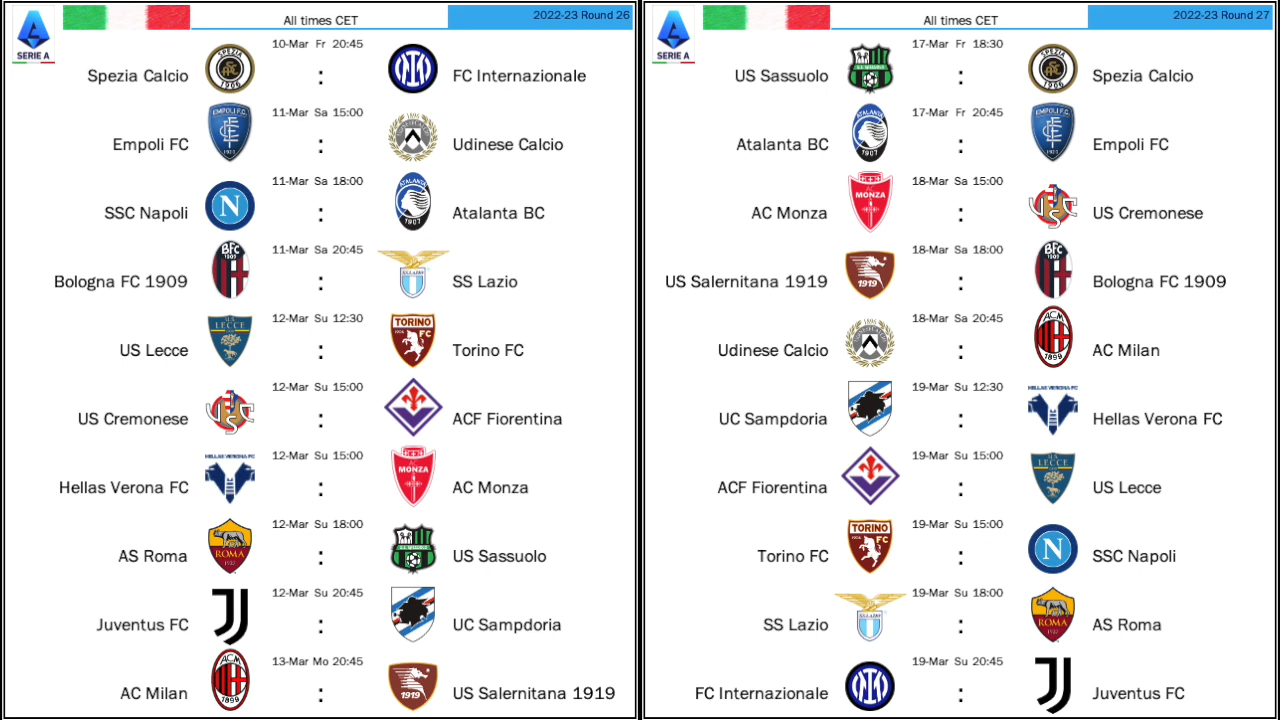 SERIE A
All times CET
2022-23 Round 26
10-Mar Fr 20:45
Spezia Calcio : FC Internazionale
11-Mar Sa 15:00
Empoli FC : Udinese Calcio
11-Mar Sa 18:00
SSC Napoli : Atalanta BC
11-Mar Sa 20:45
Bologna FC 1909 : SS Lazio
12-Mar Su 12:30
US Lecce : Torino FC
12-Mar Su 15:00
US Cremonese : ACF Fiorentina
12-Mar Su 15:00
Hellas Verona FC : AC Monza
12-Mar Su 18:00
AS Roma : US Sassuolo
12-Mar Su 20:45
Juventus FC : UC Sampdoria
13-Mar Mo 20:45
AC Milan : US Salernitana 1919
SERIE A
All times CET
2022-23 Round 27
17-Mar Fr 18:30
US Sassuolo : Spezia Calcio
17-Mar Fr 20:45
Atalanta BC : Empoli FC
18-Mar Sa 15:00
AC Monza : US Cremonese
18-Mar Sa 18:00
US Salernitana 1919 : Bologna FC 1909
18-Mar Sa 20:45
Udinese Calcio : AC Milan
19-Mar Su 12:30
UC Sampdoria : Hellas Verona FC
19-Mar Su 15:00
ACF Fiorentina : US Lecce
19-Mar Su 15:00
Torino FC : SSC Napoli
19-Mar Su 18:00
SS Lazio : AS Roma
19-Mar Su 20:45
FC Internazionale : Juventus FC